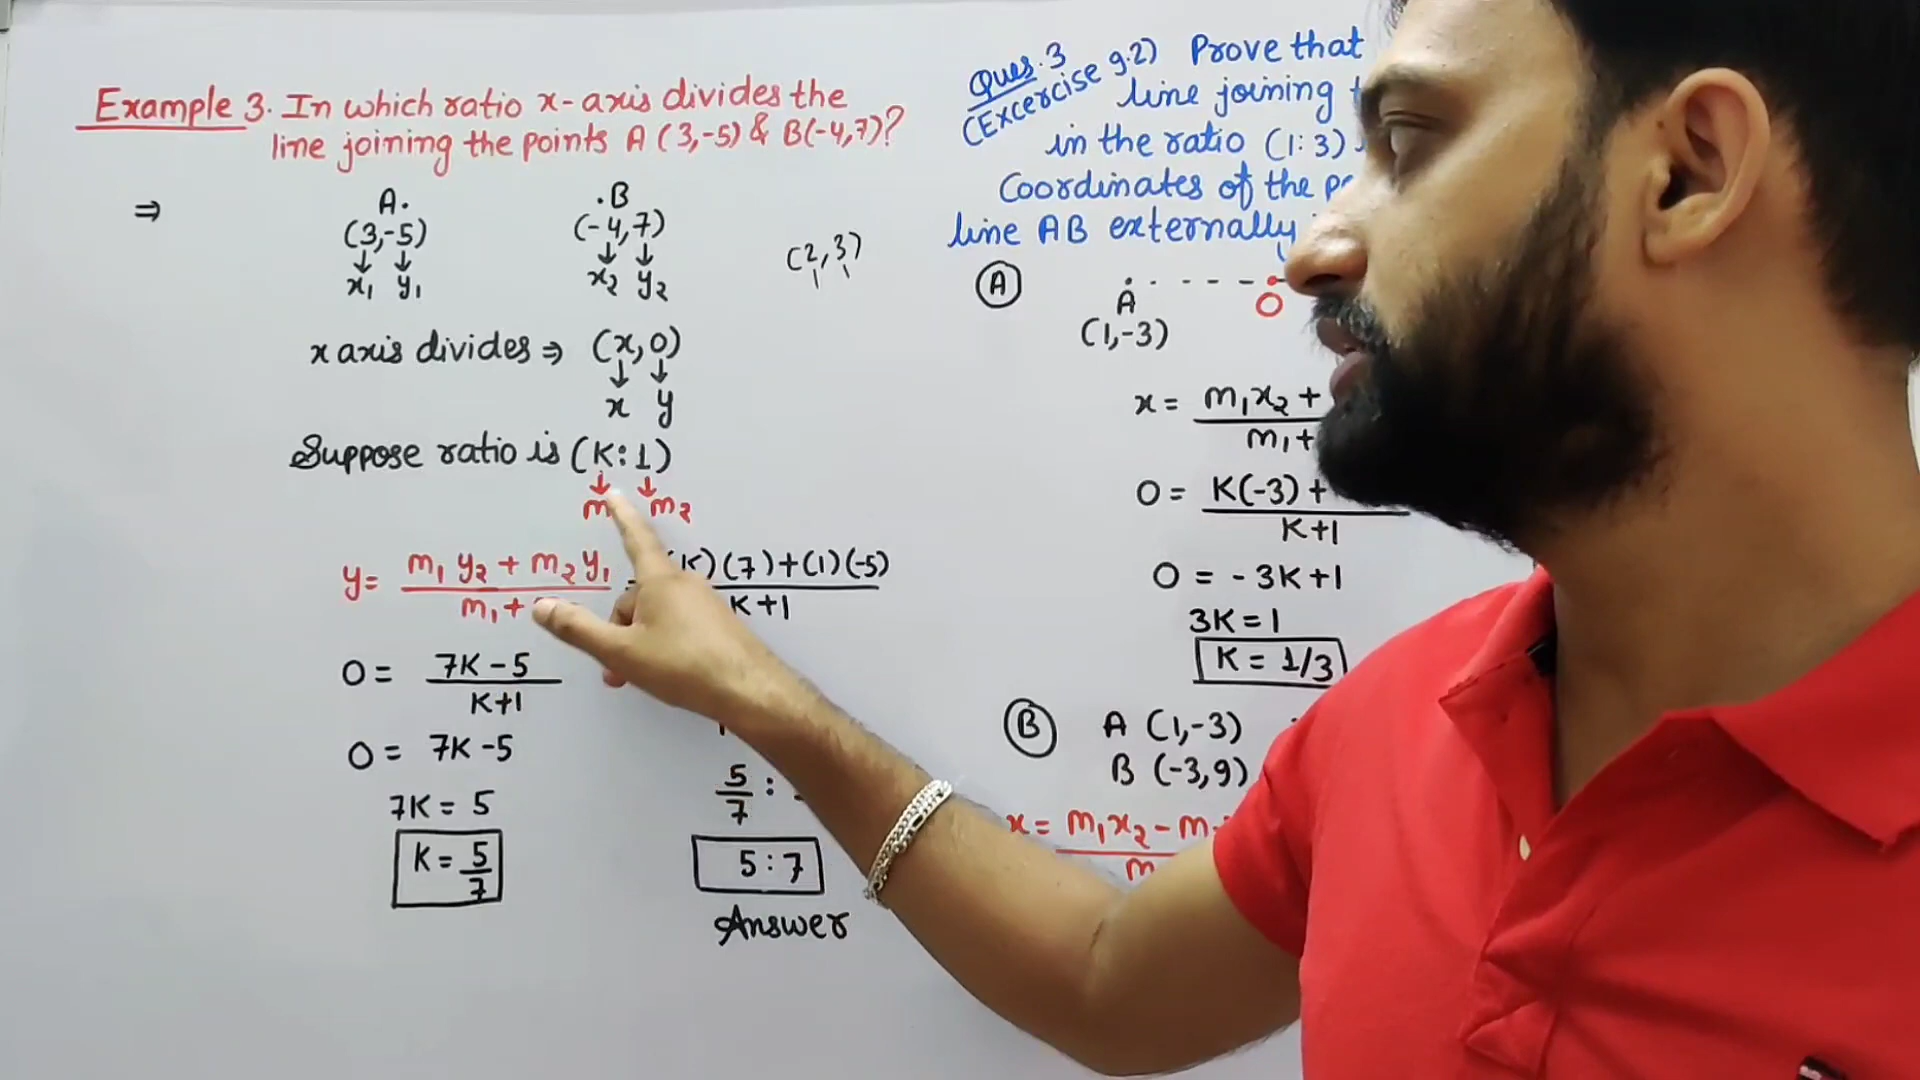 Example 3. In which ratio x-axis divides the
line joining the points A (3,-5) & B(-4,7)?
⇒ A. .B
(3,-5) (-4,7) (2,3)
↓ ↓ ↓ ↓
x₁ y₁ x₂ y₂
x axis divides ⇒ (x,0)
↓ ↓
x y
Suppose ratio is (K:1)
↓ ↓
m m₂
y= m₁ y₂ + m₂ y₁ / m₁+ (K)(7)+(1)(-5) / K+1
0 = 7K-5 / K+1
0 = 7K-5
7K = 5
K = 5/7
5/7 :
5:7
Answer
Ques.3 Prove that
(Excercise 9.2) line joining
in the ratio (1:3)
Coordinates of the
line AB externally
(A) A - - - - O
(1,-3)
x = m₁x₂ + / m₁+
0 = K(-3) + / K+1
0 = -3K+1
3K = 1
K = 1/3
(B) A (1,-3)
B (-3,9)
x = m₁x₂ - m / m